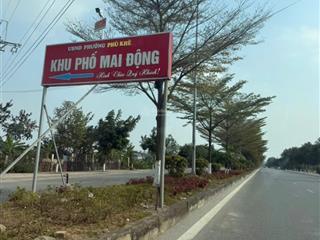 UBND PHƯỜNG PHÙ KHÊ
KHU PHỐ MAI ĐỘNG
Kính Chào Quý Khách!